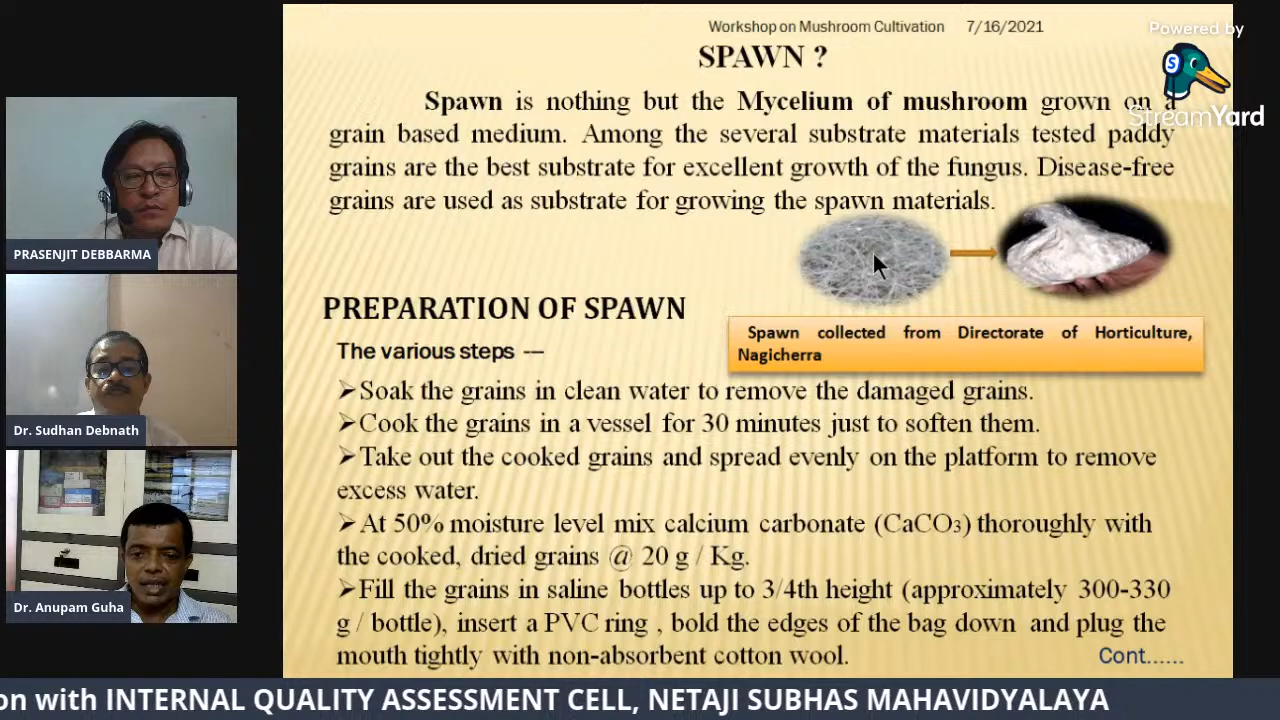 Workshop on Mushroom Cultivation 7/16/2021
Powered by
S
StreamYard
SPAWN ?
Spawn is nothing but the Mycelium of mushroom grown on a
grain based medium. Among the several substrate materials tested paddy
grains are the best substrate for excellent growth of the fungus. Disease-free
grains are used as substrate for growing the spawn materials.
PREPARATION OF SPAWN
Spawn collected from Directorate of Horticulture,
Nagicherra
The various steps ---
➢Soak the grains in clean water to remove the damaged grains.
➢Cook the grains in a vessel for 30 minutes just to soften them.
➢Take out the cooked grains and spread evenly on the platform to remove
excess water.
➢At 50% moisture level mix calcium carbonate (CaCO3) thoroughly with
the cooked, dried grains @ 20 g / Kg.
➢Fill the grains in saline bottles up to 3/4th height (approximately 300-330
g / bottle), insert a PVC ring , bold the edges of the bag down and plug the
mouth tightly with non-absorbent cotton wool.
Cont......
PRASENJIT DEBBARMA
Dr. Sudhan Debnath
Dr. Anupam Guha
on with INTERNAL QUALITY ASSESSMENT CELL, NETAJI SUBHAS MAHAVIDYALAYA